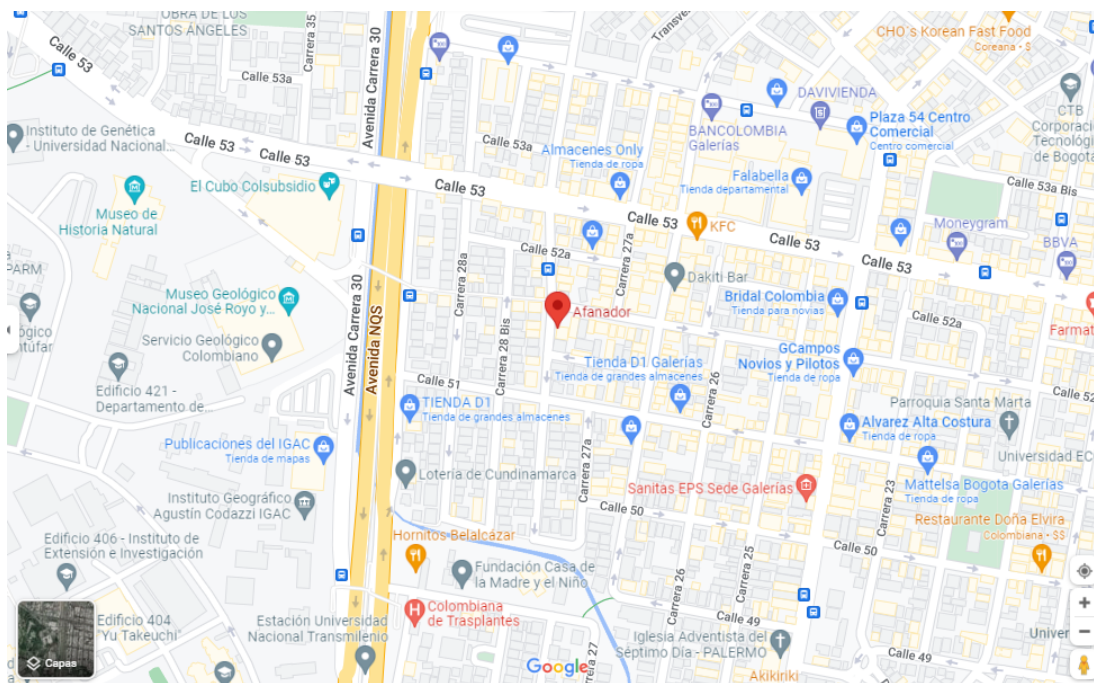 OBRA DE LOS
SANTOS ANGELES
Carrera 35
Avenida Carrera 30
CHO's Korean Fast Food
Coreana - $
Calle 53
Calle 53
Calle 53a
DAVIVIENDA
BANCOLOMBIA
Galerías
Plaza 54 Centro
Comercial
Centro comercial
CTB
Corporació
Tecnológi
de Bogotá
Instituto de Genética
- Universidad Nacional...
Calle 53
Calle 53
Calle 53a
Almacenes Only
Tienda de ropa
Falabella
Tienda departamental
Calle 53a Bis
El Cubo Colsubsidio
Calle 53
Museo de
Historia Natural
Calle 53
KFC
Calle 53
Moneygram
BBVA
Calle 52a
Carrera 27a
Carrera 28a
Dakiti Bar
Calle 53
PARM
Museo Geológico
Nacional José Royo y...
Avenida Carrera 30
Avenida NQS
Bridal Colombia
Tienda para novias
Afanador
Calle 52a
Farmat
Servicio Geológico
Colombiano
Carrera 28 Bis
GCampos
Novios y Pilotos
Tienda de ropa
Tienda D1 Galerías
Tienda de grandes almacenes
Edificio 421 -
Departamento de...
Calle 51
Carrera 26
TIENDA D1
Tienda de grandes almacenes
Parroquia Santa Marta
Alvarez Alta Costura
Tienda de ropa
Publicaciones del IGAC
Tienda de mapas
Universidad EC
Loteria de Cundinamarca
Carrera 27a
Sanitas EPS Sede Galerías
Carrera 23
Mattelsa Bogota Galerías
Tienda de ropa
Instituto Geográfico
Agustín Codazzi IGAC
Calle 50
Restaurante Doña Elvira
Colombiana - $$
Edificio 406 - Instituto de
Extensión e Investigación
Hornitos Belalcázar
Calle 50
Fundación Casa de
la Madre y el Niño
Carrera 25
Carrera 26
Edificio 404
"Yu Takeuchi"
Colombiana
de Trasplantes
Calle 49
Estación Universidad
Nacional Transmilenio
Iglesia Adventista del
Séptimo Día - PALERMO
Calle 49
Univer
Capas
Google
Carrera 27
Akikiriki